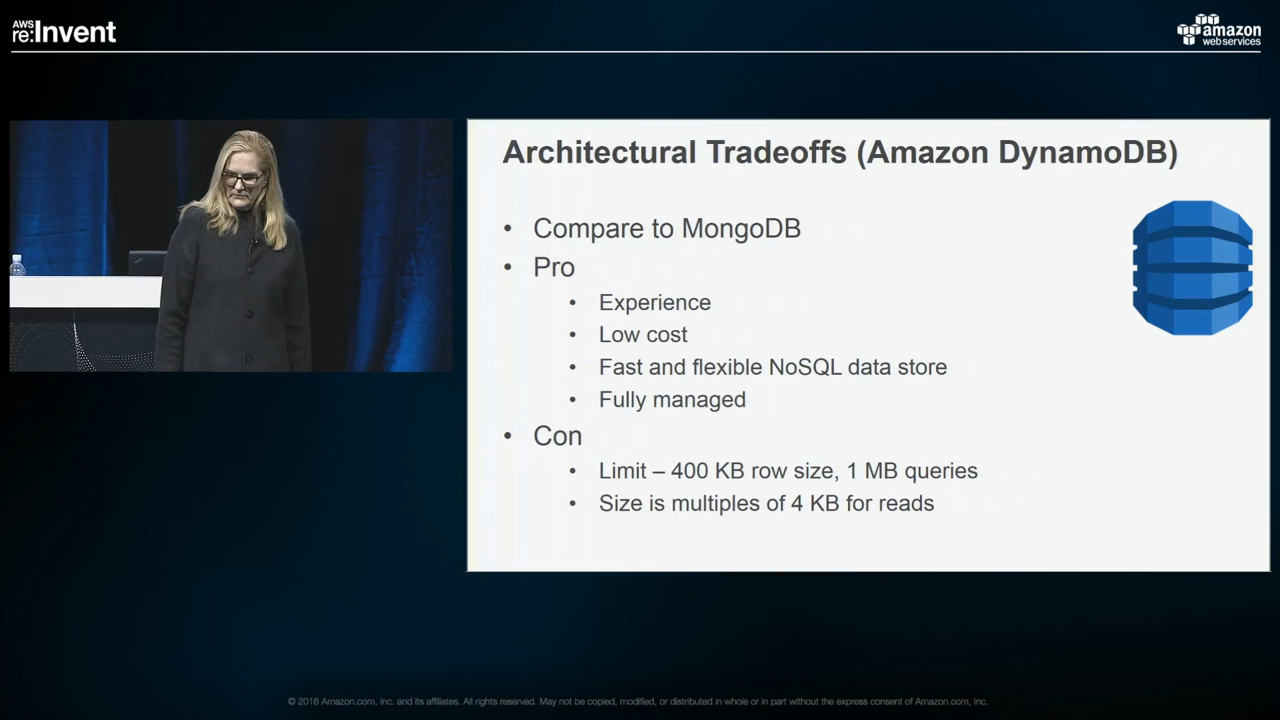 AWS
re:Invent
amazon
web services
Architectural Tradeoffs (Amazon DynamoDB)
• Compare to MongoDB
• Pro
• Experience
• Low cost
• Fast and flexible NoSQL data store
• Fully managed
• Con
• Limit – 400 KB row size, 1 MB queries
• Size is multiples of 4 KB for reads
© 2016 Amazon.com, Inc. and its affiliates. All rights reserved. May not be copied, modified, or distributed in whole or in part without the express consent of Amazon.com, Inc.